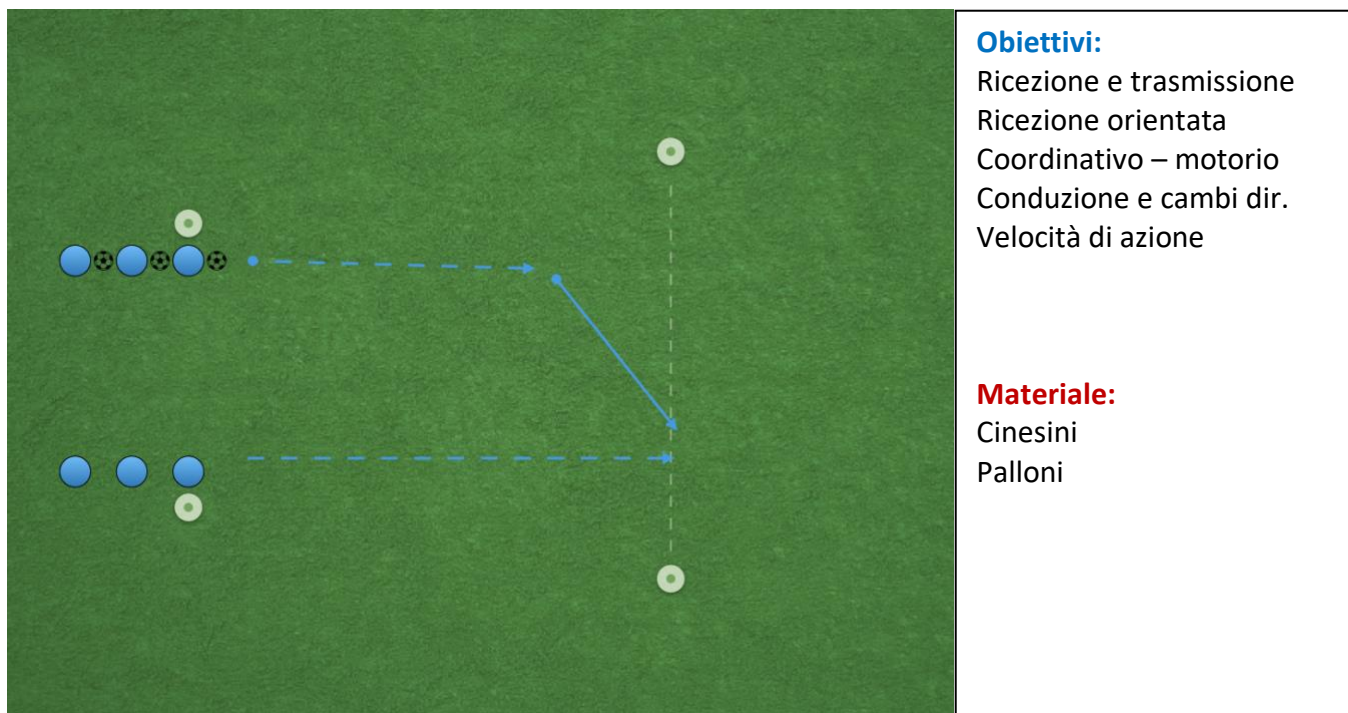 Obiettivi:
Ricezione e trasmissione
Ricezione orientata
Coordinativo – motorio
Conduzione e cambi dir.
Velocità di azione
Materiale:
Cinesini
Palloni